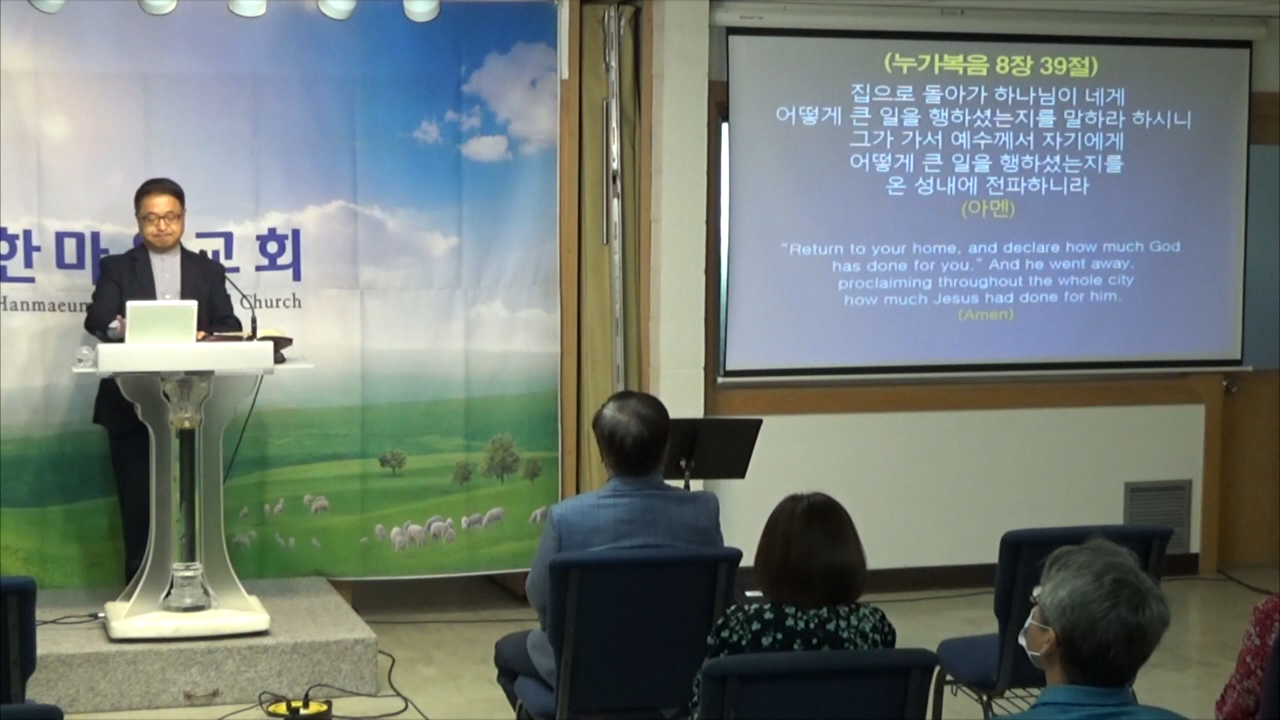 한마 교회
Hanmaeum Church
(누가복음 8장 39절)
집으로 돌아가 하나님이 네게
어떻게 큰 일을 행하셨는지를 말하라 하시니
그가 가서 예수께서 자기에게
어떻게 큰 일을 행하셨는지를
온 성내에 전파하니라
(아멘)
"Return to your home, and declare how much God
has done for you." And he went away,
proclaiming throughout the whole city
how much Jesus had done for him.
(Amen)